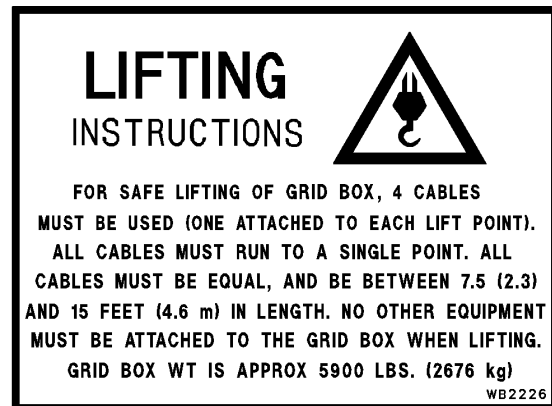 LIFTING
INSTRUCTIONS
FOR SAFE LIFTING OF GRID BOX, 4 CABLES
MUST BE USED (ONE ATTACHED TO EACH LIFT POINT).
ALL CABLES MUST RUN TO A SINGLE POINT. ALL
CABLES MUST BE EQUAL, AND BE BETWEEN 7.5 (2.3)
AND 15 FEET (4.6 m) IN LENGTH. NO OTHER EQUIPMENT
MUST BE ATTACHED TO THE GRID BOX WHEN LIFTING.
GRID BOX WT IS APPROX 5900 LBS. (2676 kg)
WB2226